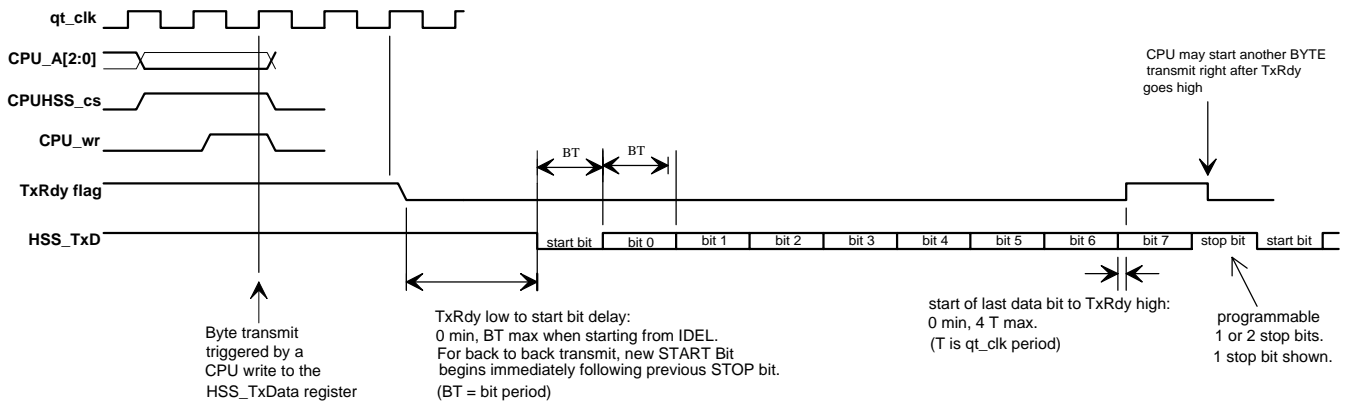 qt_clk
CPU_A[2:0]
CPUHSS_cs
CPU_wr
TxRdy flag
HSS_TxD
CPU may start another BYTE
transmit right after TxRdy
goes high
BT
BT
start bit
bit 0
bit 1
bit 2
bit 3
bit 4
bit 5
bit 6
bit 7
stop bit
start bit
Byte transmit
triggered by a
CPU write to the
HSS_TxData register
TxRdy low to start bit delay:
0 min, BT max when starting from IDEL.
For back to back transmit, new START Bit
begins immediately following previous STOP bit.
(BT = bit period)
start of last data bit to TxRdy high:
0 min, 4 T max.
(T is qt_clk period)
programmable
1 or 2 stop bits.
1 stop bit shown.